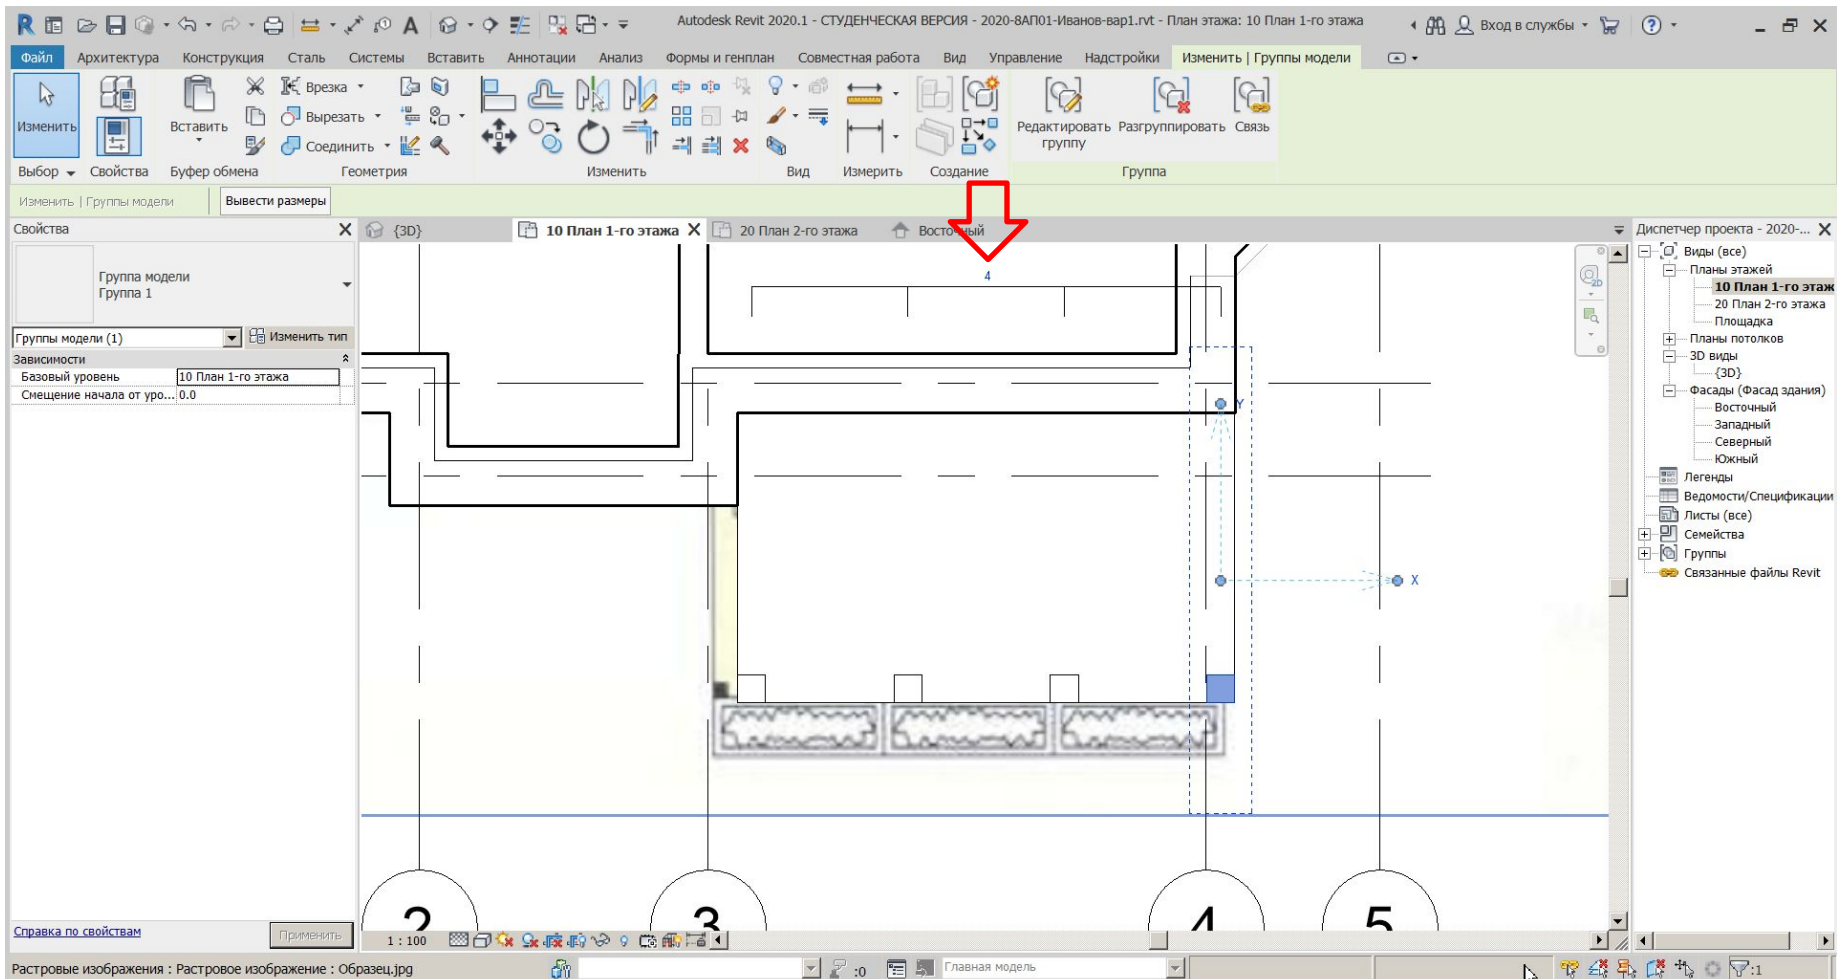 Autodesk Revit 2020.1 - СТУДЕНЧЕСКАЯ ВЕРСИЯ - 2020-8АП01-Иванов-вар1.rvt - План этажа: 10 План 1-го этажа
Вход в службы
Файл Архитектура Конструкция Сталь Системы Вставить Аннотации Анализ Формы и генплан Совместная работа Вид Управление Надстройки Изменить | Группы модели
Изменить
Вставить
Врезка
Вырезать
Соединить
Редактировать группу
Разгруппировать
Связь
Выбор Свойства Буфер обмена Геометрия Изменить Вид Измерить Создание Группа
Изменить | Группы модели Вывести размеры
Свойства
{3D} 10 План 1-го этажа 20 План 2-го этажа Восточный
Диспетчер проекта - 2020-...
Группа модели
Группа 1
Группы модели (1) Изменить тип
Зависимости
Базовый уровень 10 План 1-го этажа
Смещение начала от уро... 0.0
4
Y
X
2 3 4 5
Виды (все)
Планы этажей
10 План 1-го этаж
20 План 2-го этажа
Площадка
Планы потолков
3D виды
{3D}
Фасады (Фасад здания)
Восточный
Западный
Северный
Южный
Легенды
Ведомости/Спецификации
Листы (все)
Семейства
Группы
Связанные файлы Revit
Справка по свойствам Применить
1 : 100
Растровые изображения : Растровое изображение : Образец.jpg :0 Главная модель :1